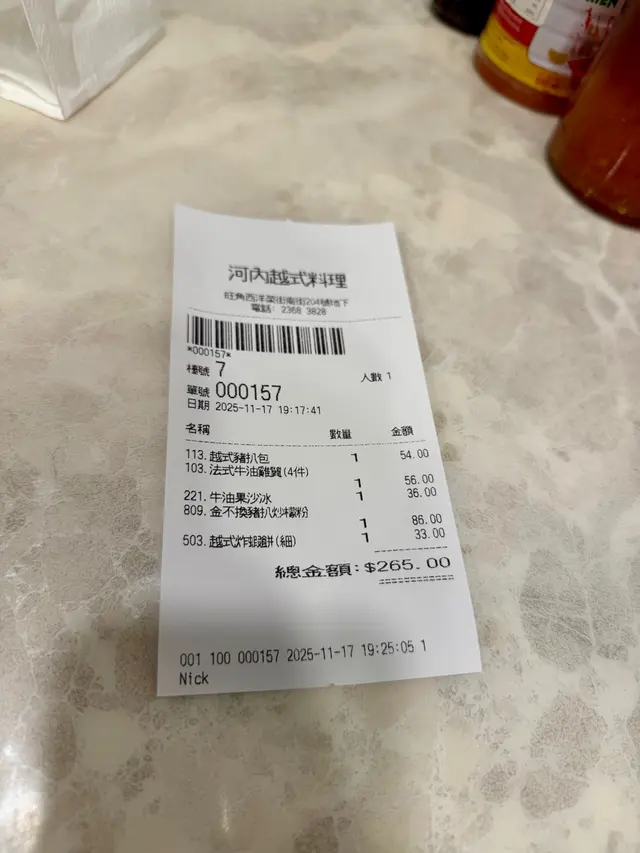 河內越式料理
旺角西洋菜街南街204號地下
電話: 2368 3828
*000157*
檯號 7
人數 1
單號 000157
日期 2025-11-17 19:17:41
名稱 數量 金額
113. 越式豬扒包 1 54.00
103. 法式牛油雞翼(4件)
1 56.00
221. 牛油果沙冰 1 36.00
809. 金不換豬扒炒檬粉
1 86.00
503. 越式炸蝦餅(細) 1 33.00
總金額: $265.00
001 100 000157 2025-11-17 19:25:05 1
Nick